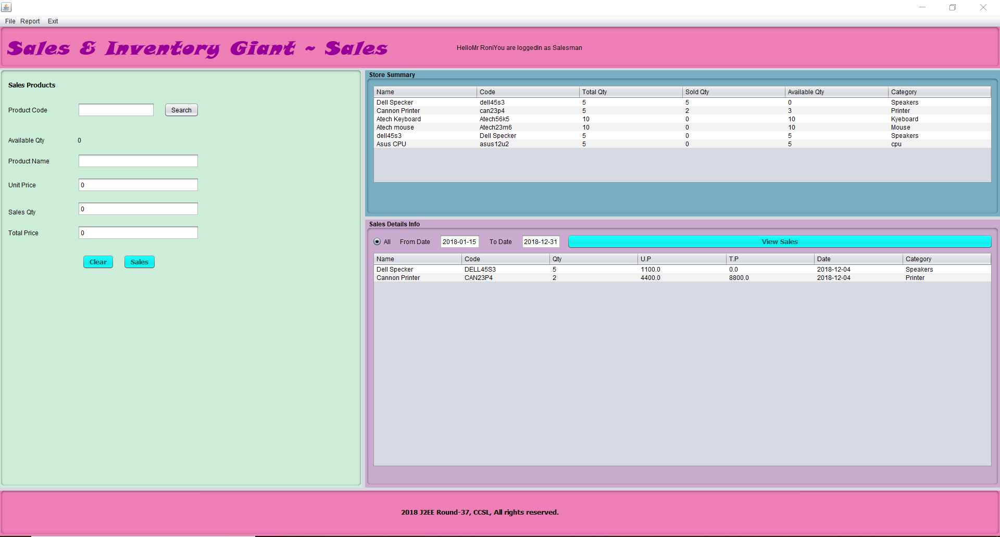 File Report Exit
Sales & Inventory Giant ~ Sales
HelloMr RoniYou are loggedIn as Salesman
Sales Products
Product Code
Search
Available Qty 0
Product Name
Unit Price 0
Sales Qty 0
Total Price 0
Clear Sales
Store Summary
Name Code Total Qty Sold Qty Available Qty Category
Dell Specker dell45s3 5 5 0 Speakers
Cannon Printer can23p4 5 2 3 Printer
Atech Keyboard Atech56k5 10 0 10 Kyeboard
Atech mouse Atech23m6 10 0 10 Mouse
dell45s3 Dell Specker 5 0 5 Speakers
Asus CPU asus12u2 5 0 5 cpu
Sales Details Info
All From Date 2018-01-15 To Date 2018-12-31 View Sales
Name Code Qty U.P T.P Date Category
Dell Specker DELL45S3 5 1100.0 0.0 2018-12-04 Speakers
Cannon Printer CAN23P4 2 4400.0 8800.0 2018-12-04 Printer
2018 J2EE Round-37, CCSL, All rights reserved.